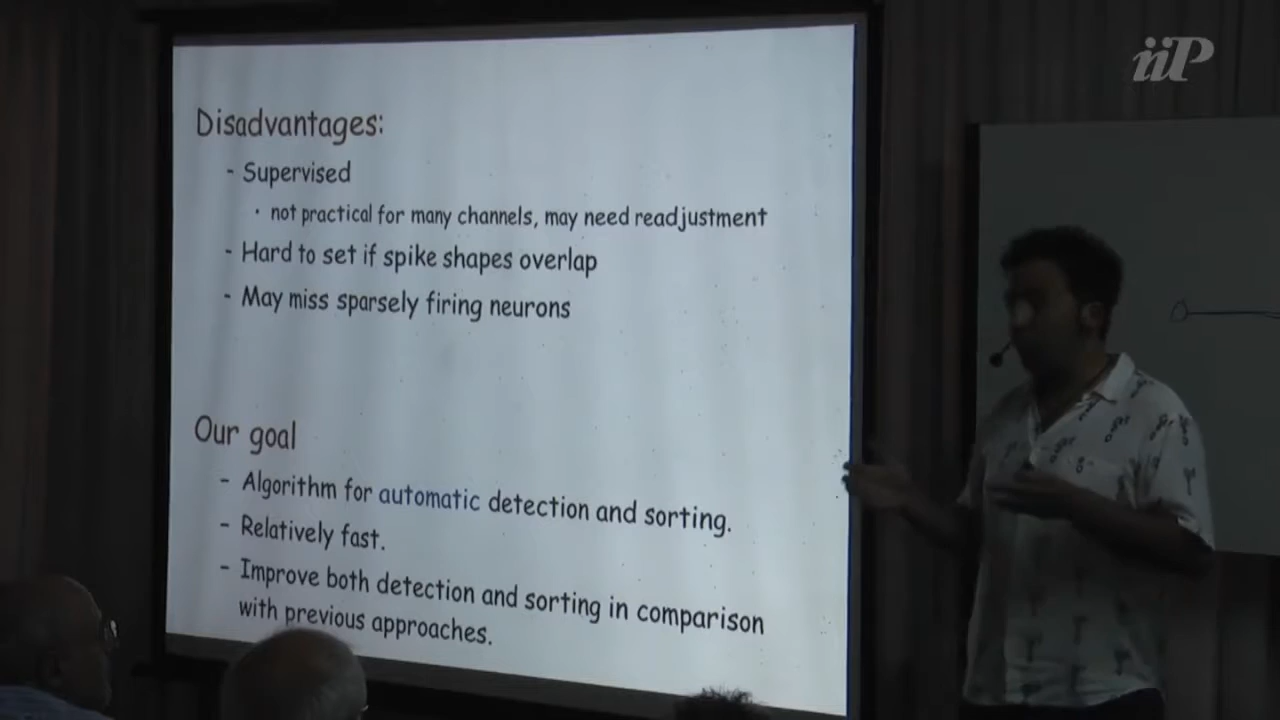 iiP
Disadvantages:
- Supervised
· not practical for many channels, may need readjustment
- Hard to set if spike shapes overlap
- May miss sparsely firing neurons
Our goal
- Algorithm for automatic detection and sorting.
- Relatively fast.
- Improve both detection and sorting in comparison
with previous approaches.